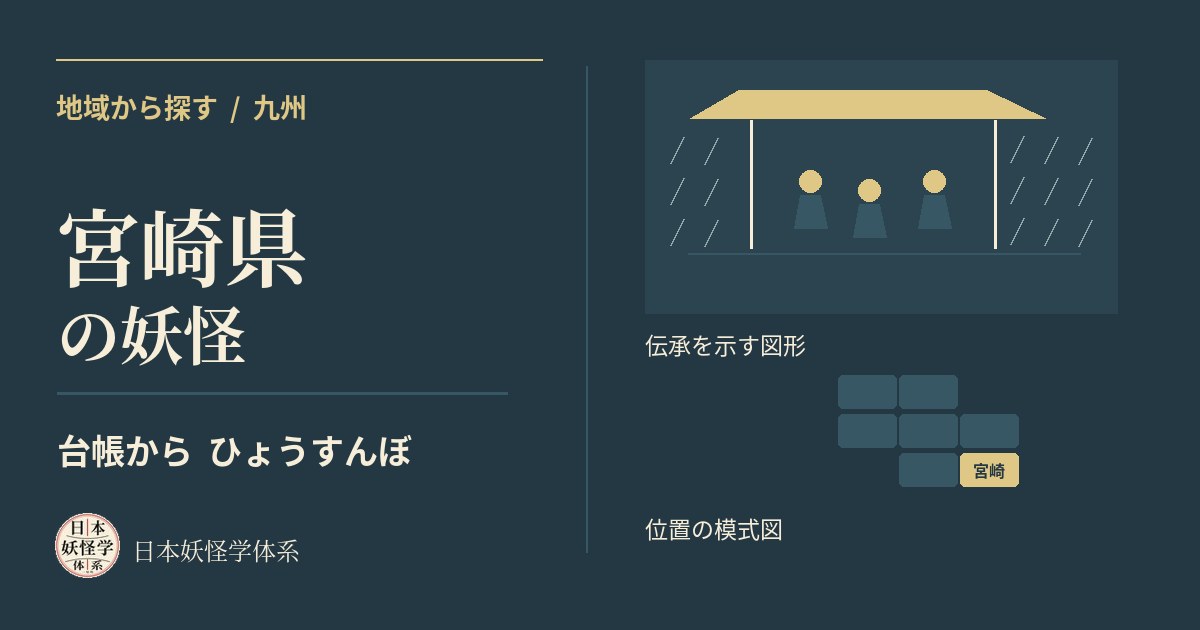 地域から探す / 九州
宮崎県
の妖怪
台帳から ひょうすんぼ
日本
妖怪学
体系
日本妖怪学体系
伝承を示す図形
宮崎
位置の模式図